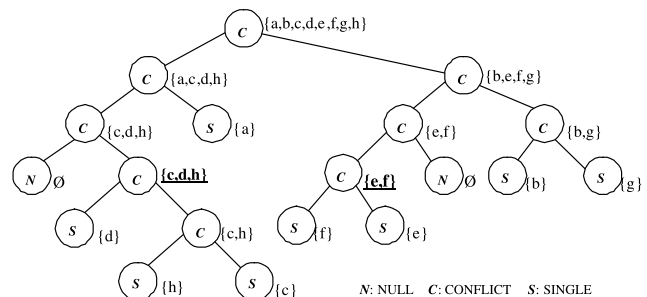 C {a,b,c,d,e,f,g,h}
C {a,c,d,h} C {b,e,f,g}
C {c,d,h} S {a} C {e,f} C {b,g}
N Ø C {c,d,h} C {e,f} N Ø S {b} S {g}
S {d} C {c,h} S {f} S {e}
S {h} S {c} N: NULL C: CONFLICT S: SINGLE